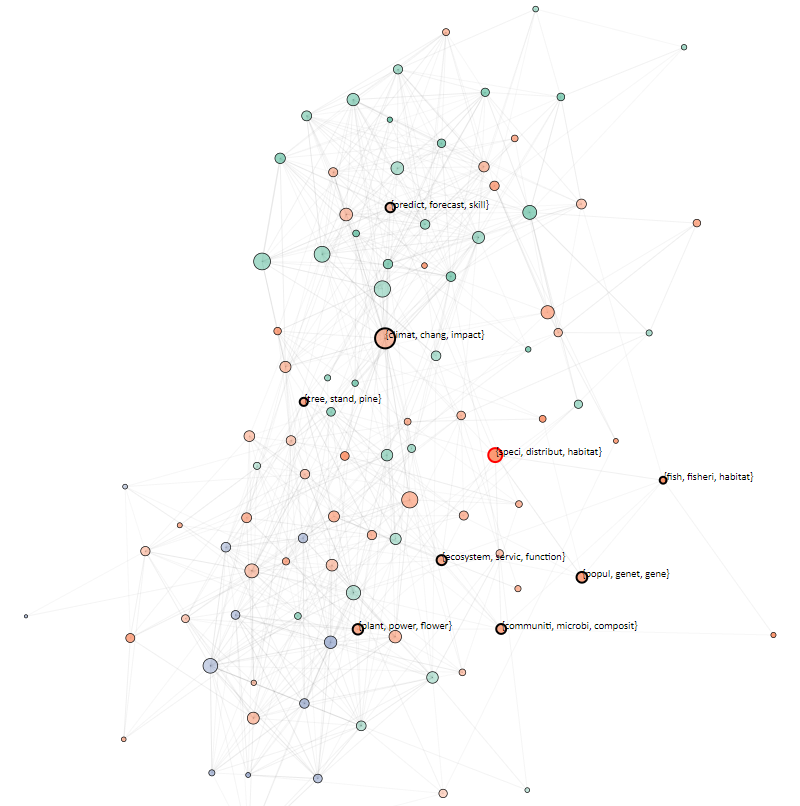 {predict, forecast, skill}
{climat, chang, impact}
{tree, stand, pine}
{speci, distribut, habitat}
{fish, fisheri, habitat}
{ecosystem, servic, function}
{popul, genet, gene}
{plant, power, flower}
{communiti, microbi, composit}